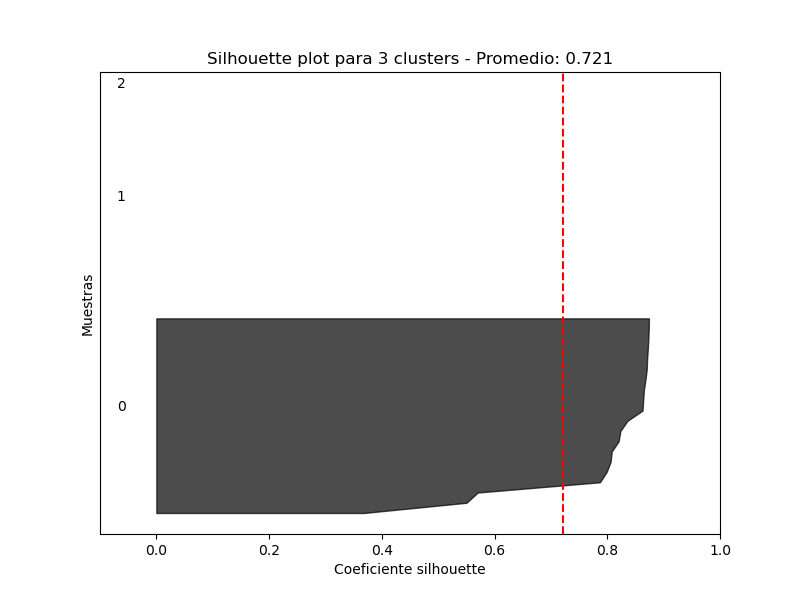 Silhouette plot para 3 clusters - Promedio: 0.721
2
1
0
Muestras
0.0 0.2 0.4 0.6 0.8 1.0
Coeficiente silhouette